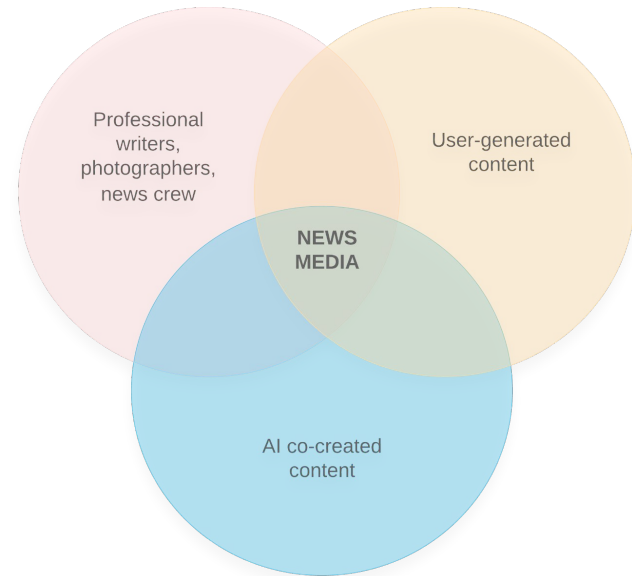 Professional
writers,
photographers,
news crew
User-generated
content
NEWS
MEDIA
AI co-created
content